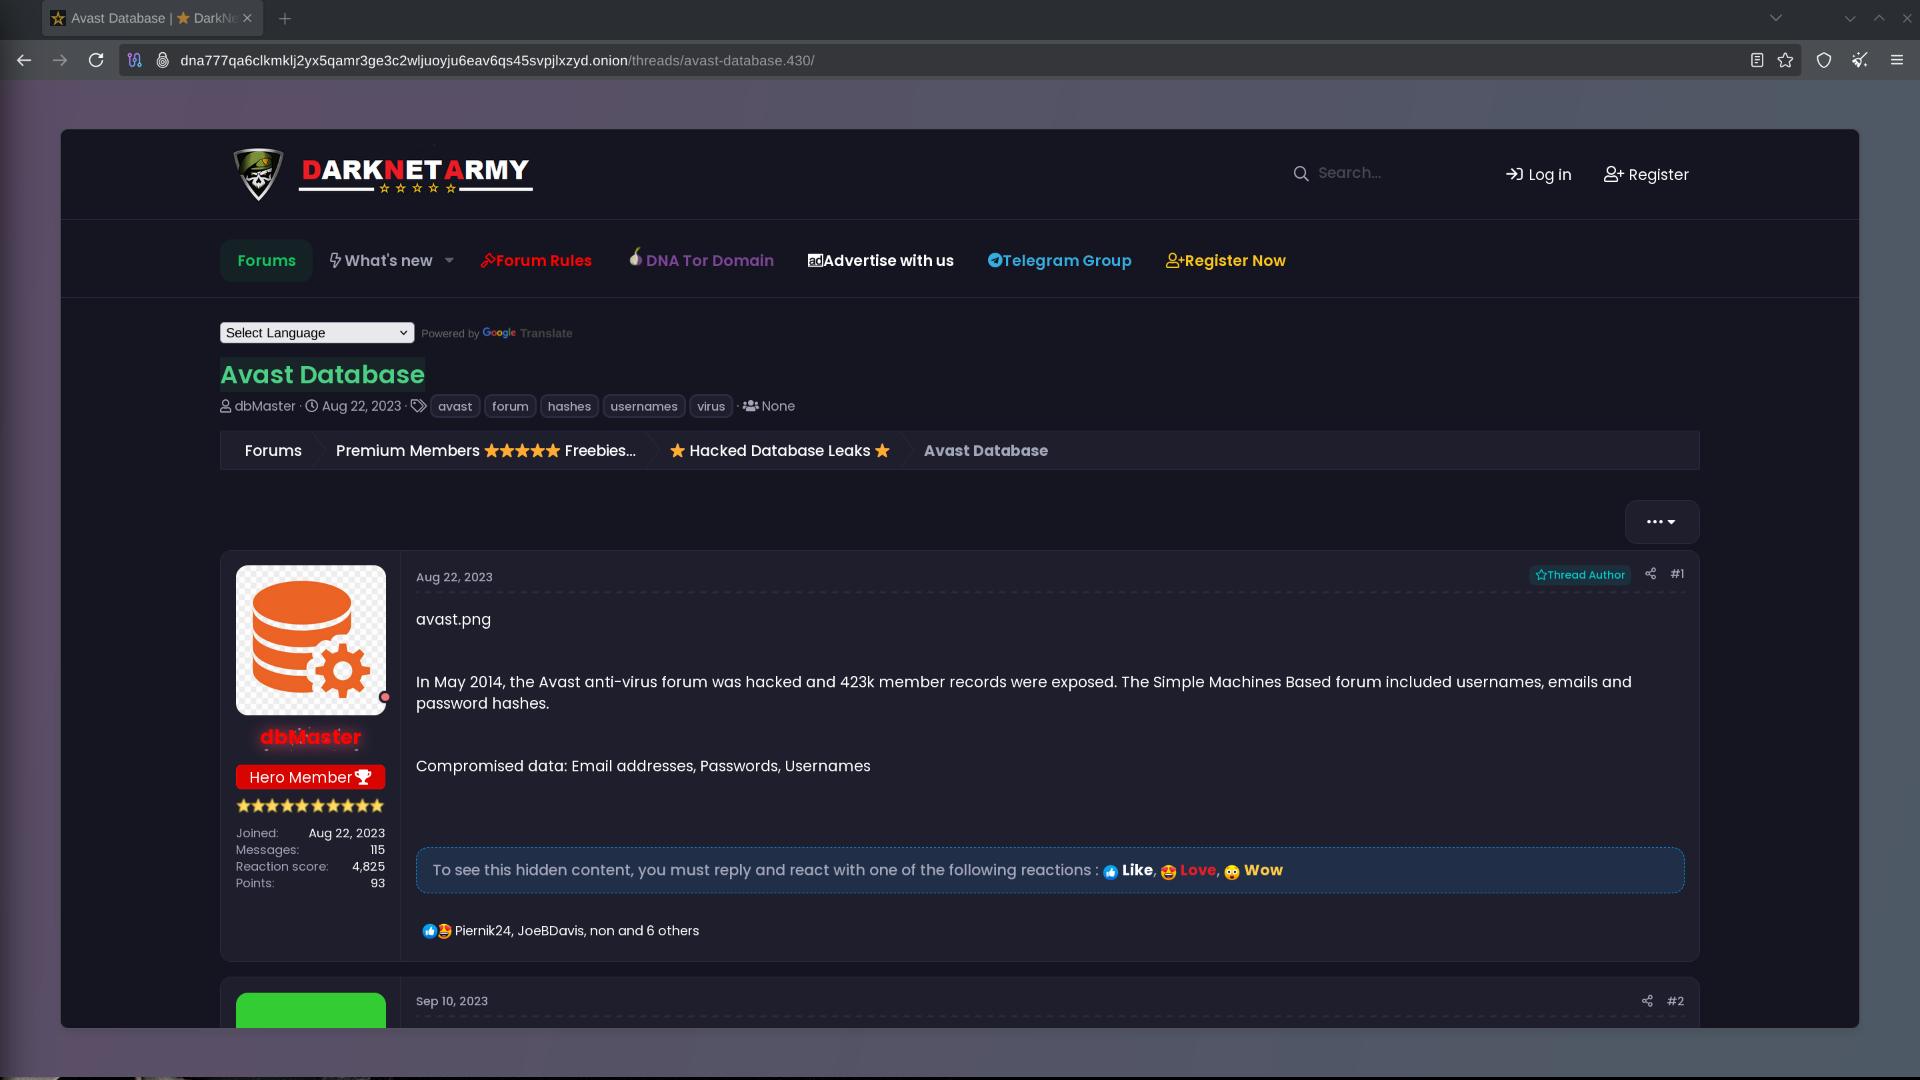 Avast Database | ⭐ DarkNe
dna777qa6clkmklj2yx5qamr3ge3c2wljuoyju6eav6qs45svpjlxzyd.onion/threads/avast-database.430/
DARKNETARMY
Search...
Log in
Register
Forums
What's new
Forum Rules
DNA Tor Domain
ad Advertise with us
Telegram Group
Register Now
Select Language
Powered by Google Translate
Avast Database
dbMaster · Aug 22, 2023 · avast forum hashes usernames virus · None
Forums
Premium Members ⭐⭐⭐⭐⭐ Freebies...
⭐ Hacked Database Leaks ⭐
Avast Database
Aug 22, 2023
Thread Author
#1
avast.png
In May 2014, the Avast anti-virus forum was hacked and 423k member records were exposed. The Simple Machines Based forum included usernames, emails and
password hashes.
Compromised data: Email addresses, Passwords, Usernames
dbMaster
Hero Member
Joined: Aug 22, 2023
Messages: 115
Reaction score: 4,825
Points: 93
To see this hidden content, you must reply and react with one of the following reactions : Like, Love, Wow
Piernik24, JoeBDavis, non and 6 others
Sep 10, 2023
#2